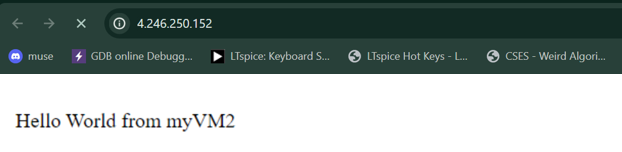 4.246.250.152
muse GDB online Debugg... LTspice: Keyboard S... LTspice Hot Keys - L... CSES - Weird Algori...
Hello World from myVM2